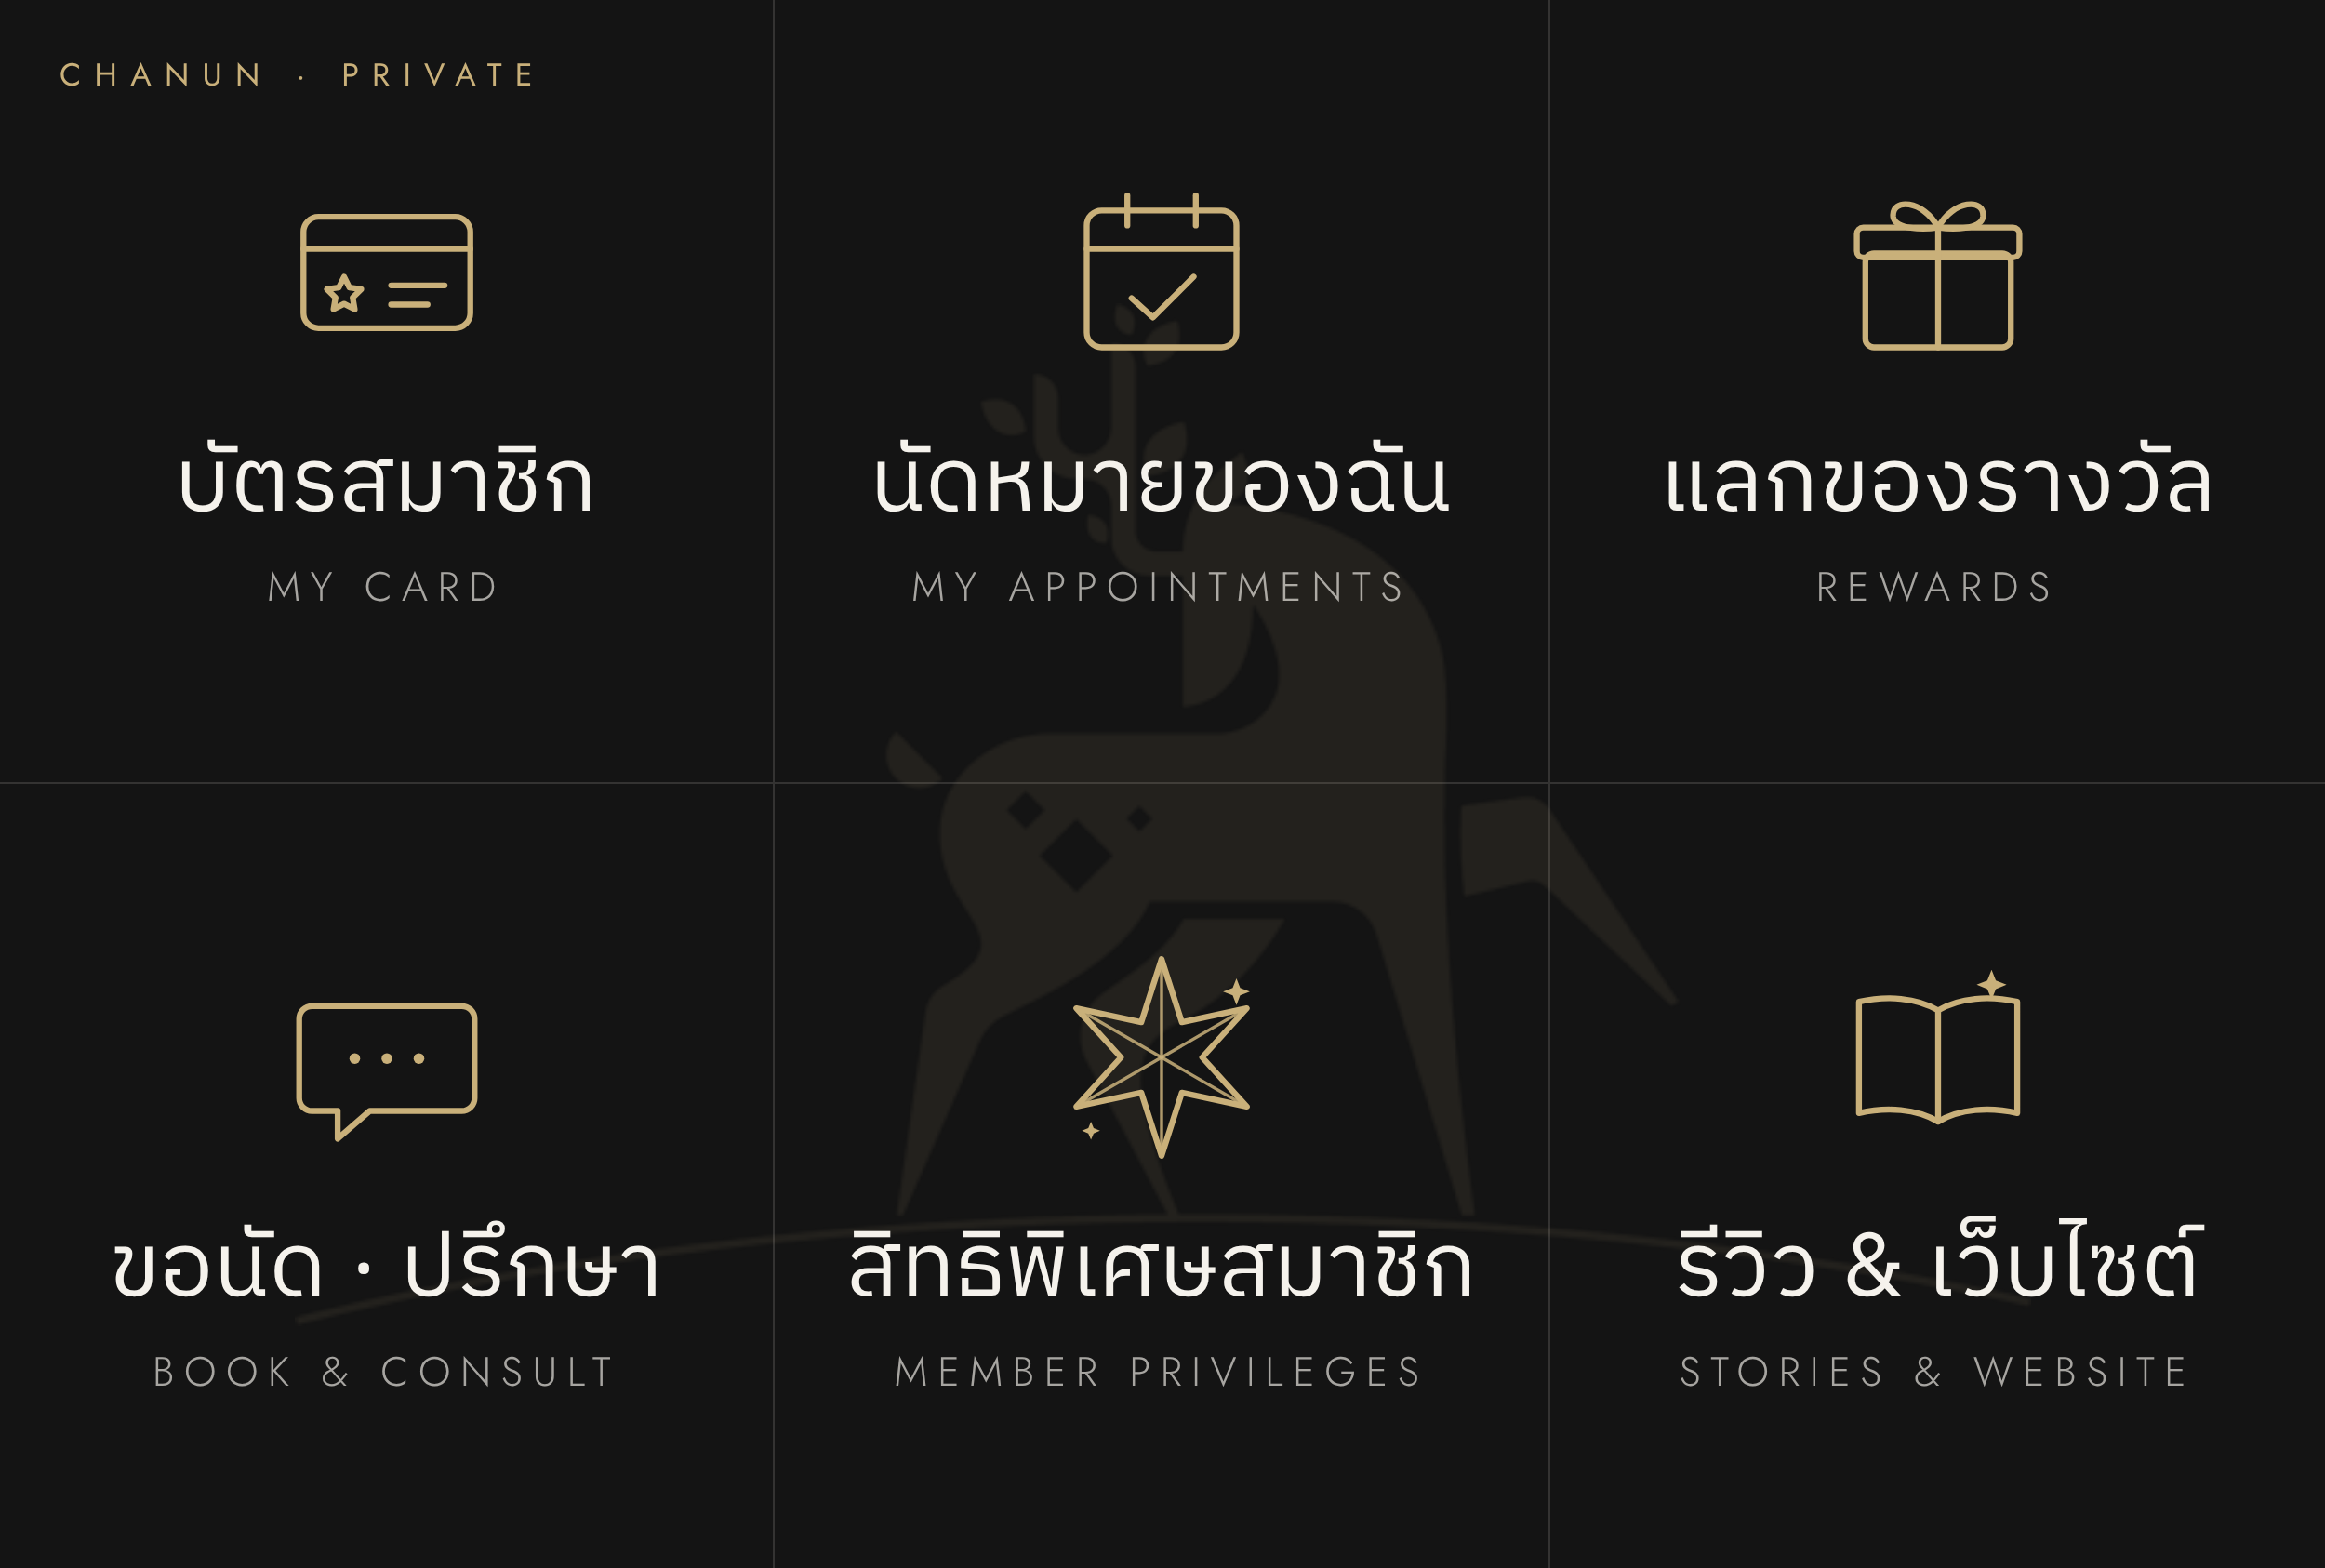 CHANUN · PRIVATE
บัตรสมาชิก
MY CARD
นัดหมายของฉัน
MY APPOINTMENTS
แลกของรางวัล
REWARDS
ขอนัด · ปรึกษา
BOOK & CONSULT
สิทธิพิเศษสมาชิก
MEMBER PRIVILEGES
รีวิว & เว็บไซต์
STORIES & WEBSITE